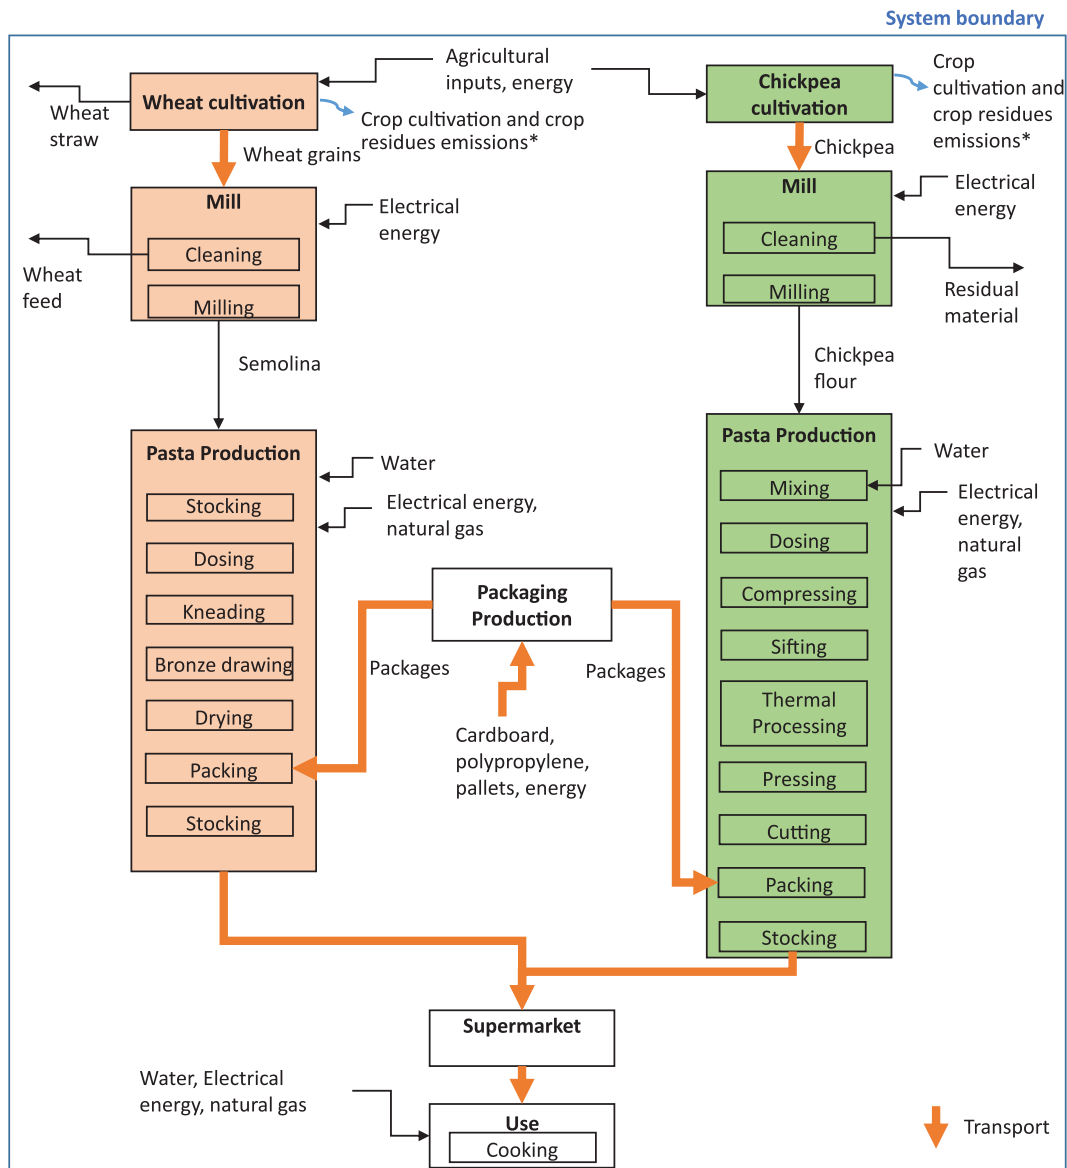 System boundary
Agricultural
inputs, energy
Wheat cultivation
Wheat
straw
Crop cultivation and crop
residues emissions*
Wheat grains
Chickpea
cultivation
Crop
cultivation and
crop residues
emissions*
Chickpea
Mill
Electrical
energy
Cleaning
Wheat
feed
Milling
Semolina
Mill
Electrical
energy
Cleaning
Residual
material
Milling
Chickpea
flour
Pasta Production
Water
Stocking
Electrical energy,
natural gas
Dosing
Kneading
Bronze drawing
Drying
Packing
Stocking
Packaging
Production
Packages
Packages
Cardboard,
polypropylene,
pallets, energy
Pasta Production
Water
Mixing
Electrical
energy,
natural
gas
Dosing
Compressing
Sifting
Thermal
Processing
Pressing
Cutting
Packing
Stocking
Supermarket
Water, Electrical
energy, natural gas
Use
Cooking
Transport